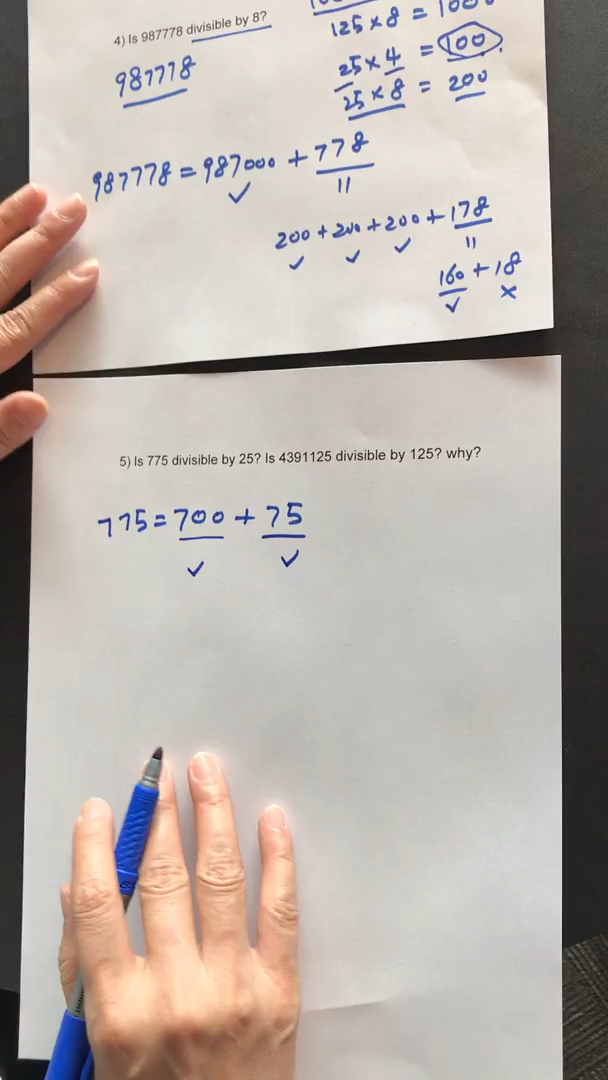 4) Is 987778 divisible by 8?
125 × 8 = 1000
987778
25 × 4 = 100
25 × 8 = 200
987778 = 987000 + 778
200 + 200 + 200 + 178
160 + 18
5) Is 775 divisible by 25? Is 4391125 divisible by 125? why?
775 = 700 + 75